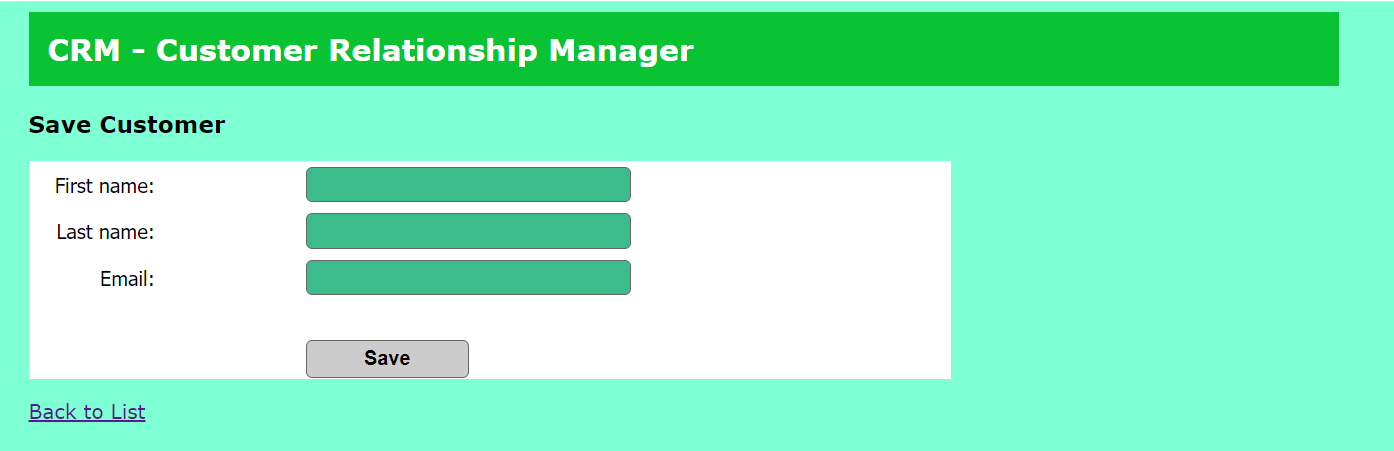 CRM – Customer Relationship Manager
Save Customer
First name:
Last name:
Email:
Save
Back to List